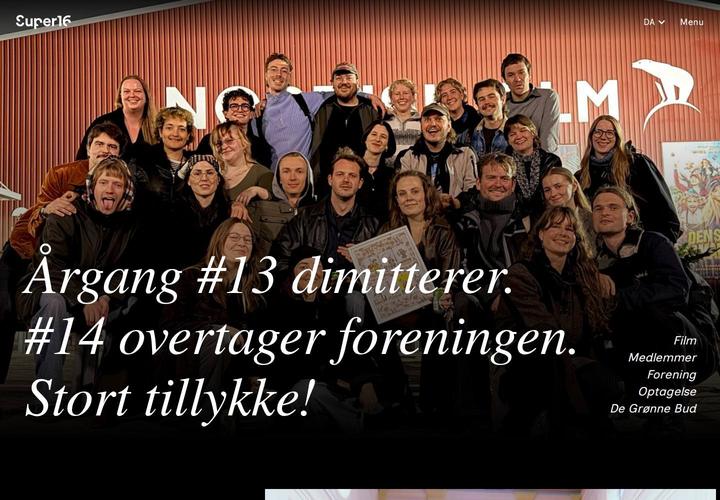 Super16
DA
Menu
Årgang #13 dimitterer.
#14 overtager foreningen.
Stort tillykke!
Film
Medlemmer
Forening
Optagelse
De Grønne Bud